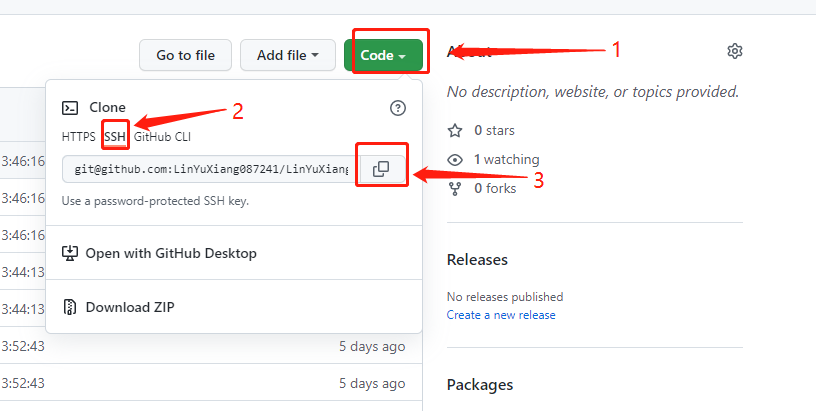 Go to file
Add file
Code
1
About
Clone
2
No description, website, or topics provided.
HTTPS SSH GitHub CLI
0 stars
3:46:16
git@github.com:LinYuXiang087241/LinYuXiang
1 watching
3
3:46:16
Use a password-protected SSH key.
0 forks
3:46:16
Open with GitHub Desktop
Releases
3:44:13
No releases published
3:44:13
Download ZIP
Create a new release
3:52:43
5 days ago
3:52:43
5 days ago
Packages